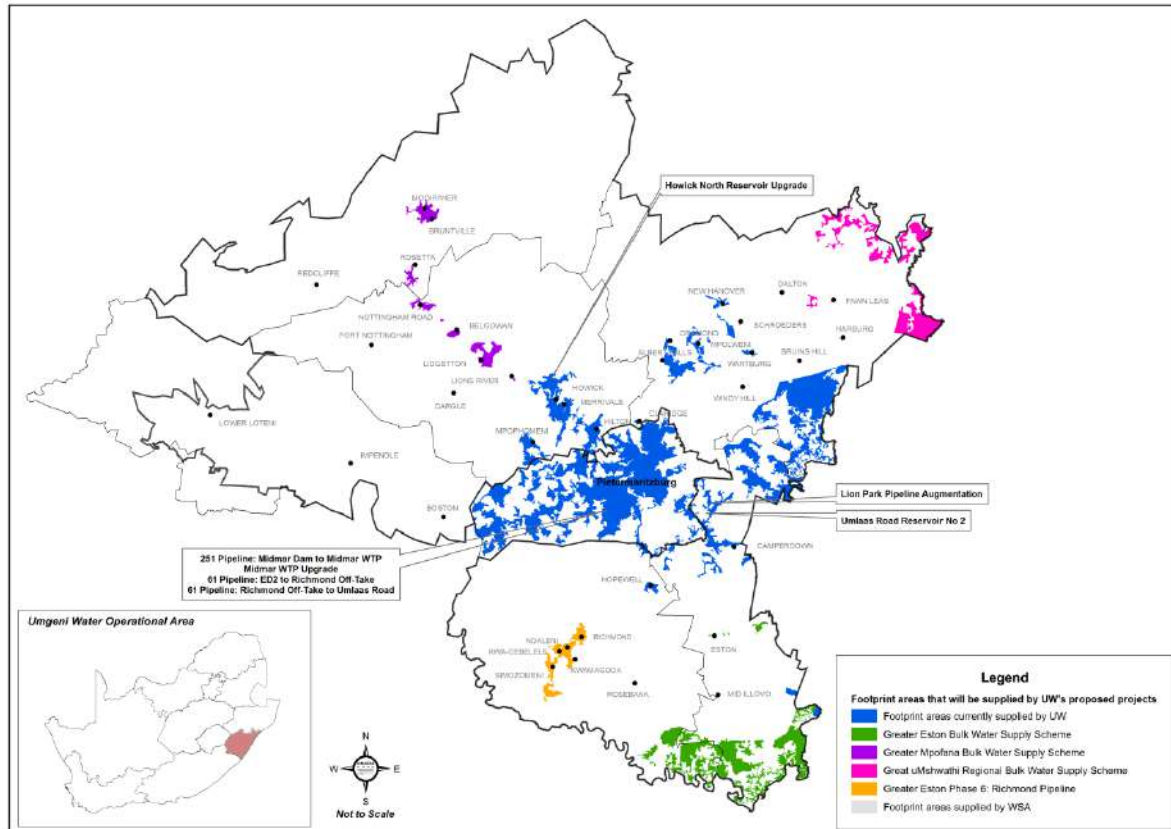 Howick North Reservoir Upgrade
MOOI RIVER
BRUNTVILLE
ROSETTA
REDCLIFFE
NOTTINGHAM ROAD
FORT NOTTINGHAM
BELGOWAN
LIDGETTON
LIONS RIVER
DARGLE
LOWER LOTENI
IMPENDLE
BOSTON
MPOPHOMENI
HOWICK
MERRIVALE
HILTON
CLARIDGE
NEW HANOVER
DALTON
FAWN LEAS
SCHROEDERS
HARBURG
MPOLWENI
WARTBURG
BRUINS HILL
WINDY HILL
Pietermaritzburg
Lion Park Pipeline Augmentation
Umlaas Road Reservoir No 2
CAMPERDOWN
251 Pipeline: Midmar Dam to Midmar WTP
Midmar WTP Upgrade
61 Pipeline: ED2 to Richmond Off-Take
61 Pipeline: Richmond Off-Take to Umlaas Road
HOPEWELL
NDALENI
RICHMOND
SIMOZOMENI
KWAMAGODA
ROSEBANK
ESTON
MID ILLOVO
Umgeni Water Operational Area
N
W
E
S
Not to Scale
Legend
Footprint areas that will be supplied by UW's proposed projects
Footprint areas currently supplied by UW
Greater Eston Bulk Water Supply Scheme
Greater Mpofana Bulk Water Supply Scheme
Great uMshwathi Regional Bulk Water Supply Scheme
Greater Eston Phase 6: Richmond Pipeline
Footprint areas supplied by WSA